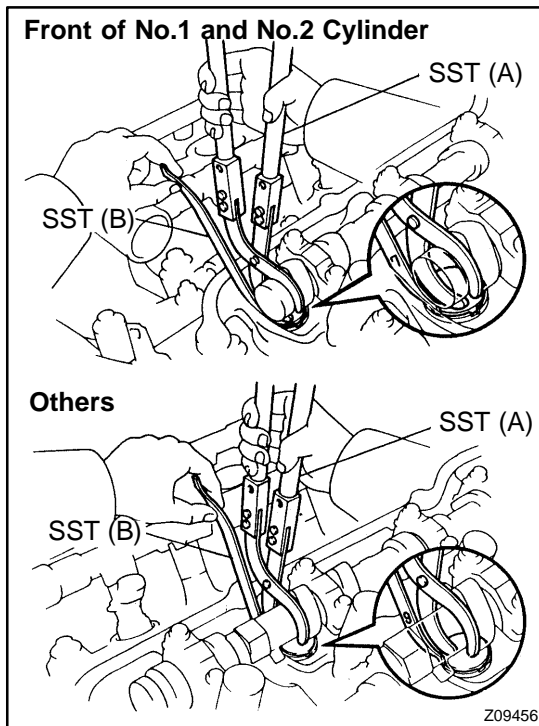 Front of No.1 and No.2 Cylinder
SST (A)
SST (B)
Others
SST (A)
SST (B)
Z09456